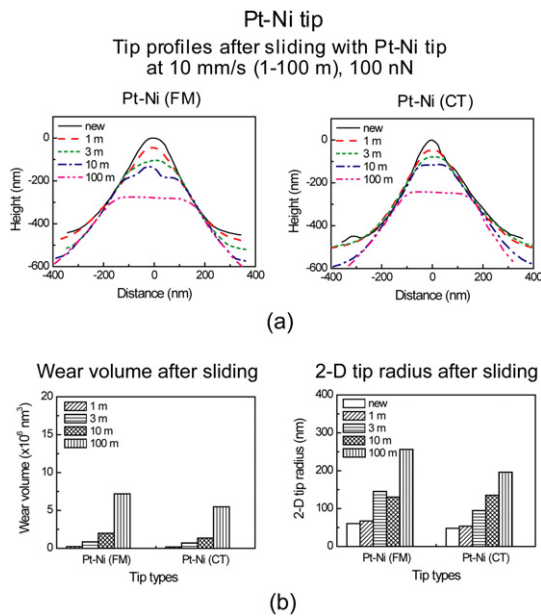 Pt-Ni tip
Tip profiles after sliding with Pt-Ni tip
at 10 mm/s (1-100 m), 100 nN
Pt-Ni (FM)
new
1 m
3 m
10 m
100 m
0
-200
-400
-600
Height (nm)
-400 -200 0 200 400
Distance (nm)
Pt-Ni (CT)
new
1 m
3 m
10 m
100 m
0
-200
-400
-600
Height (nm)
-400 -200 0 200 400
Distance (nm)
(a)
Wear volume after sliding
1 m
3 m
10 m
100 m
20
15
10
5
0
Wear volume (x10⁶ nm³)
Pt-Ni (FM) Pt-Ni (CT)
Tip types
2-D tip radius after sliding
new
1 m
3 m
10 m
100 m
400
300
200
100
0
2-D tip radius (nm)
Pt-Ni (FM) Pt-Ni (CT)
Tip types
(b)